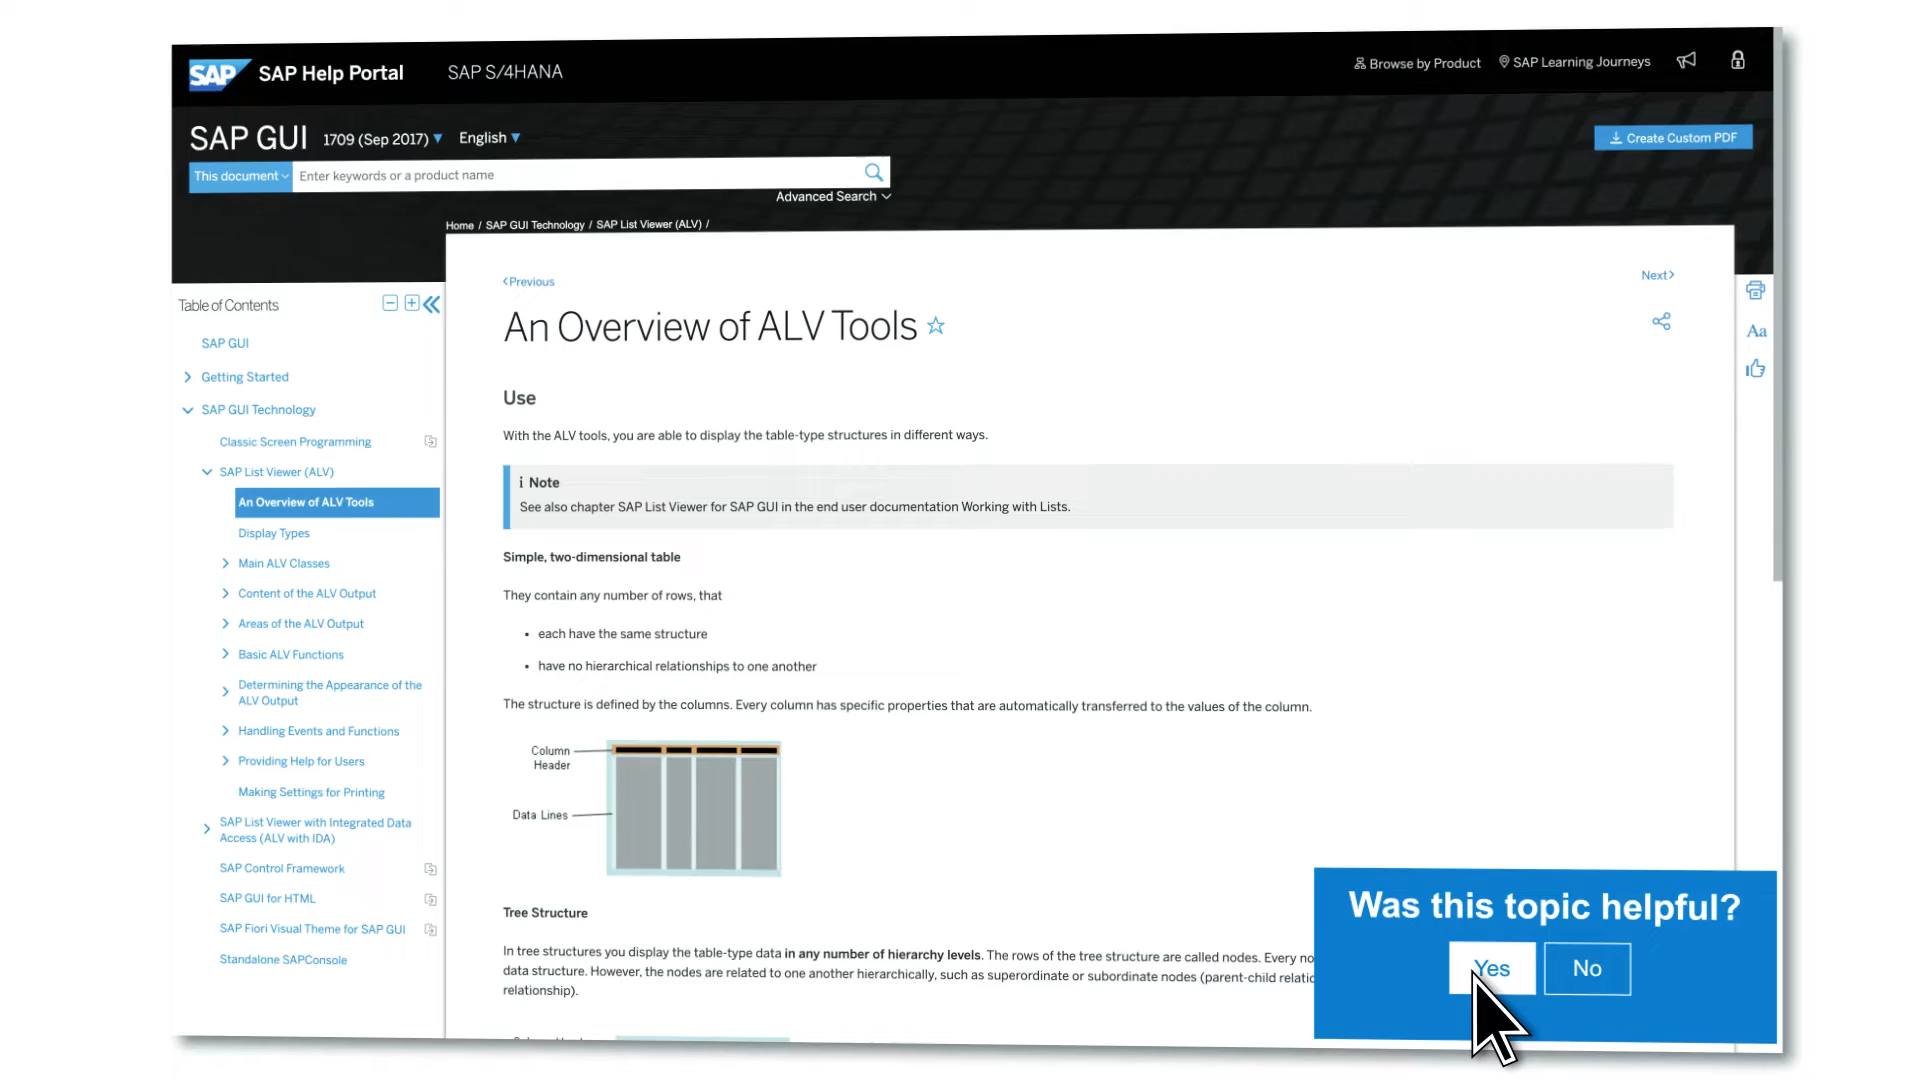 SAP SAP Help Portal SAP S/4HANA Browse by Product SAP Learning Journeys
SAP GUI 1709 (Sep 2017) English Create Custom PDF
This document Enter keywords or a product name
Advanced Search
Home / SAP GUI Technology / SAP List Viewer (ALV) /
Table of Contents
SAP GUI
Getting Started
SAP GUI Technology
Classic Screen Programming
SAP List Viewer (ALV)
An Overview of ALV Tools
Display Types
Main ALV Classes
Content of the ALV Output
Areas of the ALV Output
Basic ALV Functions
Determining the Appearance of the
ALV Output
Handling Events and Functions
Providing Help for Users
Making Settings for Printing
SAP List Viewer with Integrated Data
Access (ALV with IDA)
SAP Control Framework
SAP GUI for HTML
SAP Fiori Visual Theme for SAP GUI
Standalone SAPConsole
Previous Next
An Overview of ALV Tools
Aa
Use
With the ALV tools, you are able to display the table-type structures in different ways.
i Note
See also chapter SAP List Viewer for SAP GUI in the end user documentation Working with Lists.
Simple, two-dimensional table
They contain any number of rows, that
• each have the same structure
• have no hierarchical relationships to one another
The structure is defined by the columns. Every column has specific properties that are automatically transferred to the values of the column.
Column
Header
Data Lines
Tree Structure
In tree structures you display the table-type data in any number of hierarchy levels. The rows of the tree structure are called nodes. Every
data structure. However, the nodes are related to one another hierarchically, such as superordinate or subordinate nodes (parent-child
relationship).
Was this topic helpful?
Yes No